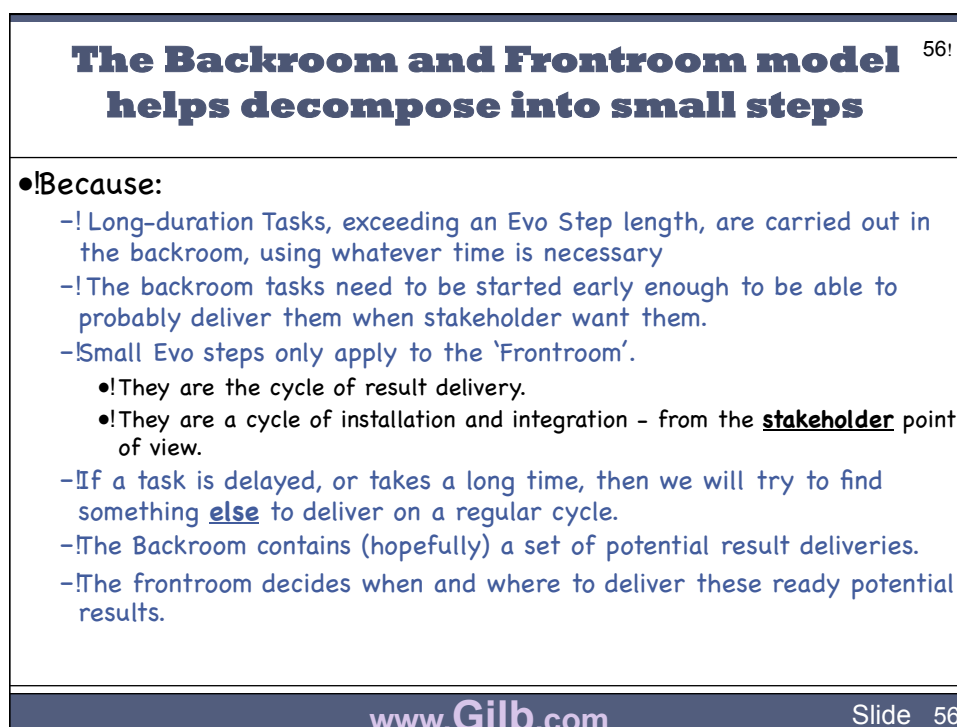 The Backroom and Frontroom model
56!
helps decompose into small steps
•!Because:
–! Long-duration Tasks, exceeding an Evo Step length, are carried out in
the backroom, using whatever time is necessary
–! The backroom tasks need to be started early enough to be able to
probably deliver them when stakeholder want them.
–!Small Evo steps only apply to the ‘Frontroom’.
•! They are the cycle of result delivery.
•! They are a cycle of installation and integration – from the stakeholder point
of view.
–!If a task is delayed, or takes a long time, then we will try to find
something else to deliver on a regular cycle.
–!The Backroom contains (hopefully) a set of potential result deliveries.
–!The frontroom decides when and where to deliver these ready potential
results.
www.Gilb.com
Slide 56